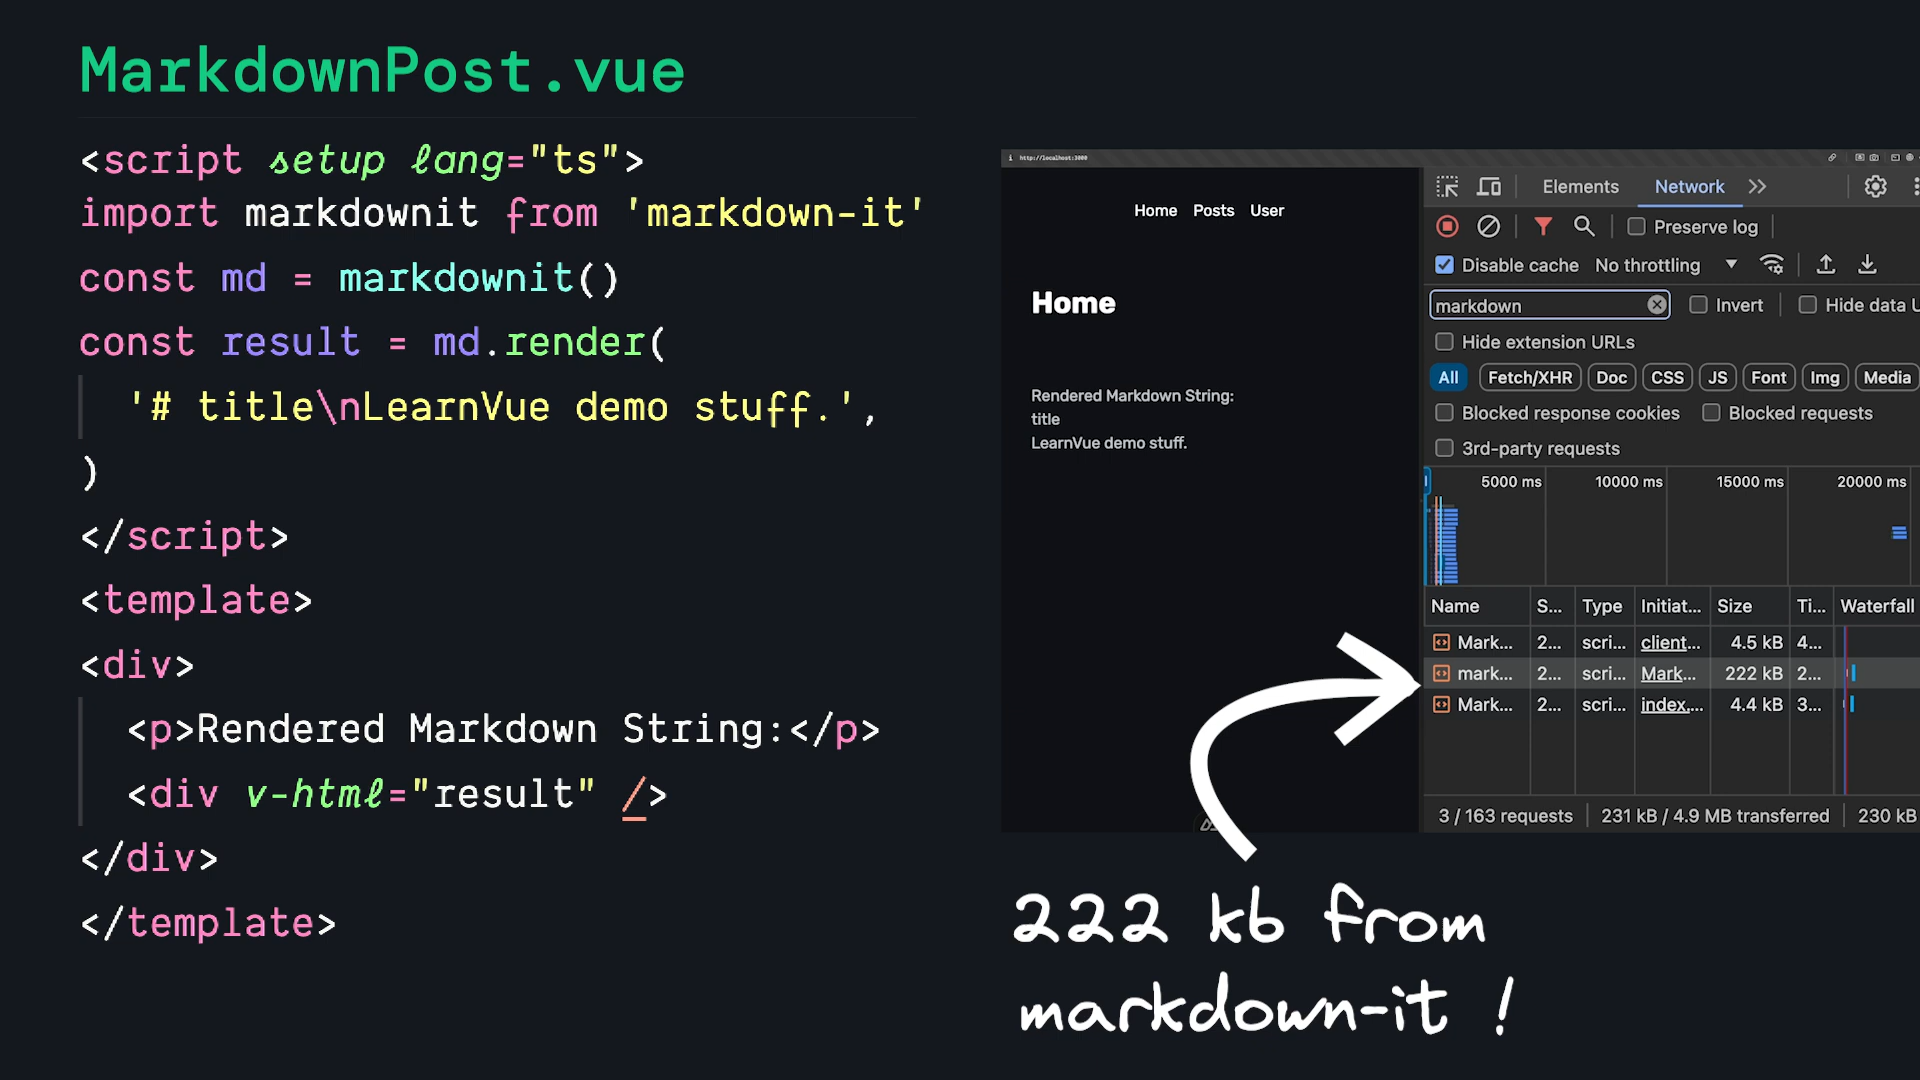 MarkdownPost.vue
<script setup lang="ts">
import markdownit from 'markdown-it'
const md = markdownit()
const result = md.render(
'# title\nLearnVue demo stuff.',
)
</script>
<template>
<div>
<p>Rendered Markdown String:</p>
<div v-html="result" />
</div>
</template>
http://localhost:3000
Home Posts User
Home
Rendered Markdown String:
title
LearnVue demo stuff.
Elements Network
Preserve log
Disable cache No throttling
markdown Invert Hide data U
Hide extension URLs
All Fetch/XHR Doc CSS JS Font Img Media
Blocked response cookies Blocked requests
3rd-party requests
5000 ms 10000 ms 15000 ms 20000 ms
Name S... Type Initiat... Size Ti... Waterfall
Mark... 2... scri... client... 4.5 kB 4...
mark... 2... scri... Mark... 222 kB 2...
Mark... 2... scri... index.... 4.4 kB 3...
3 / 163 requests 231 kB / 4.9 MB transferred 230 kB
222 kb from
markdown-it !